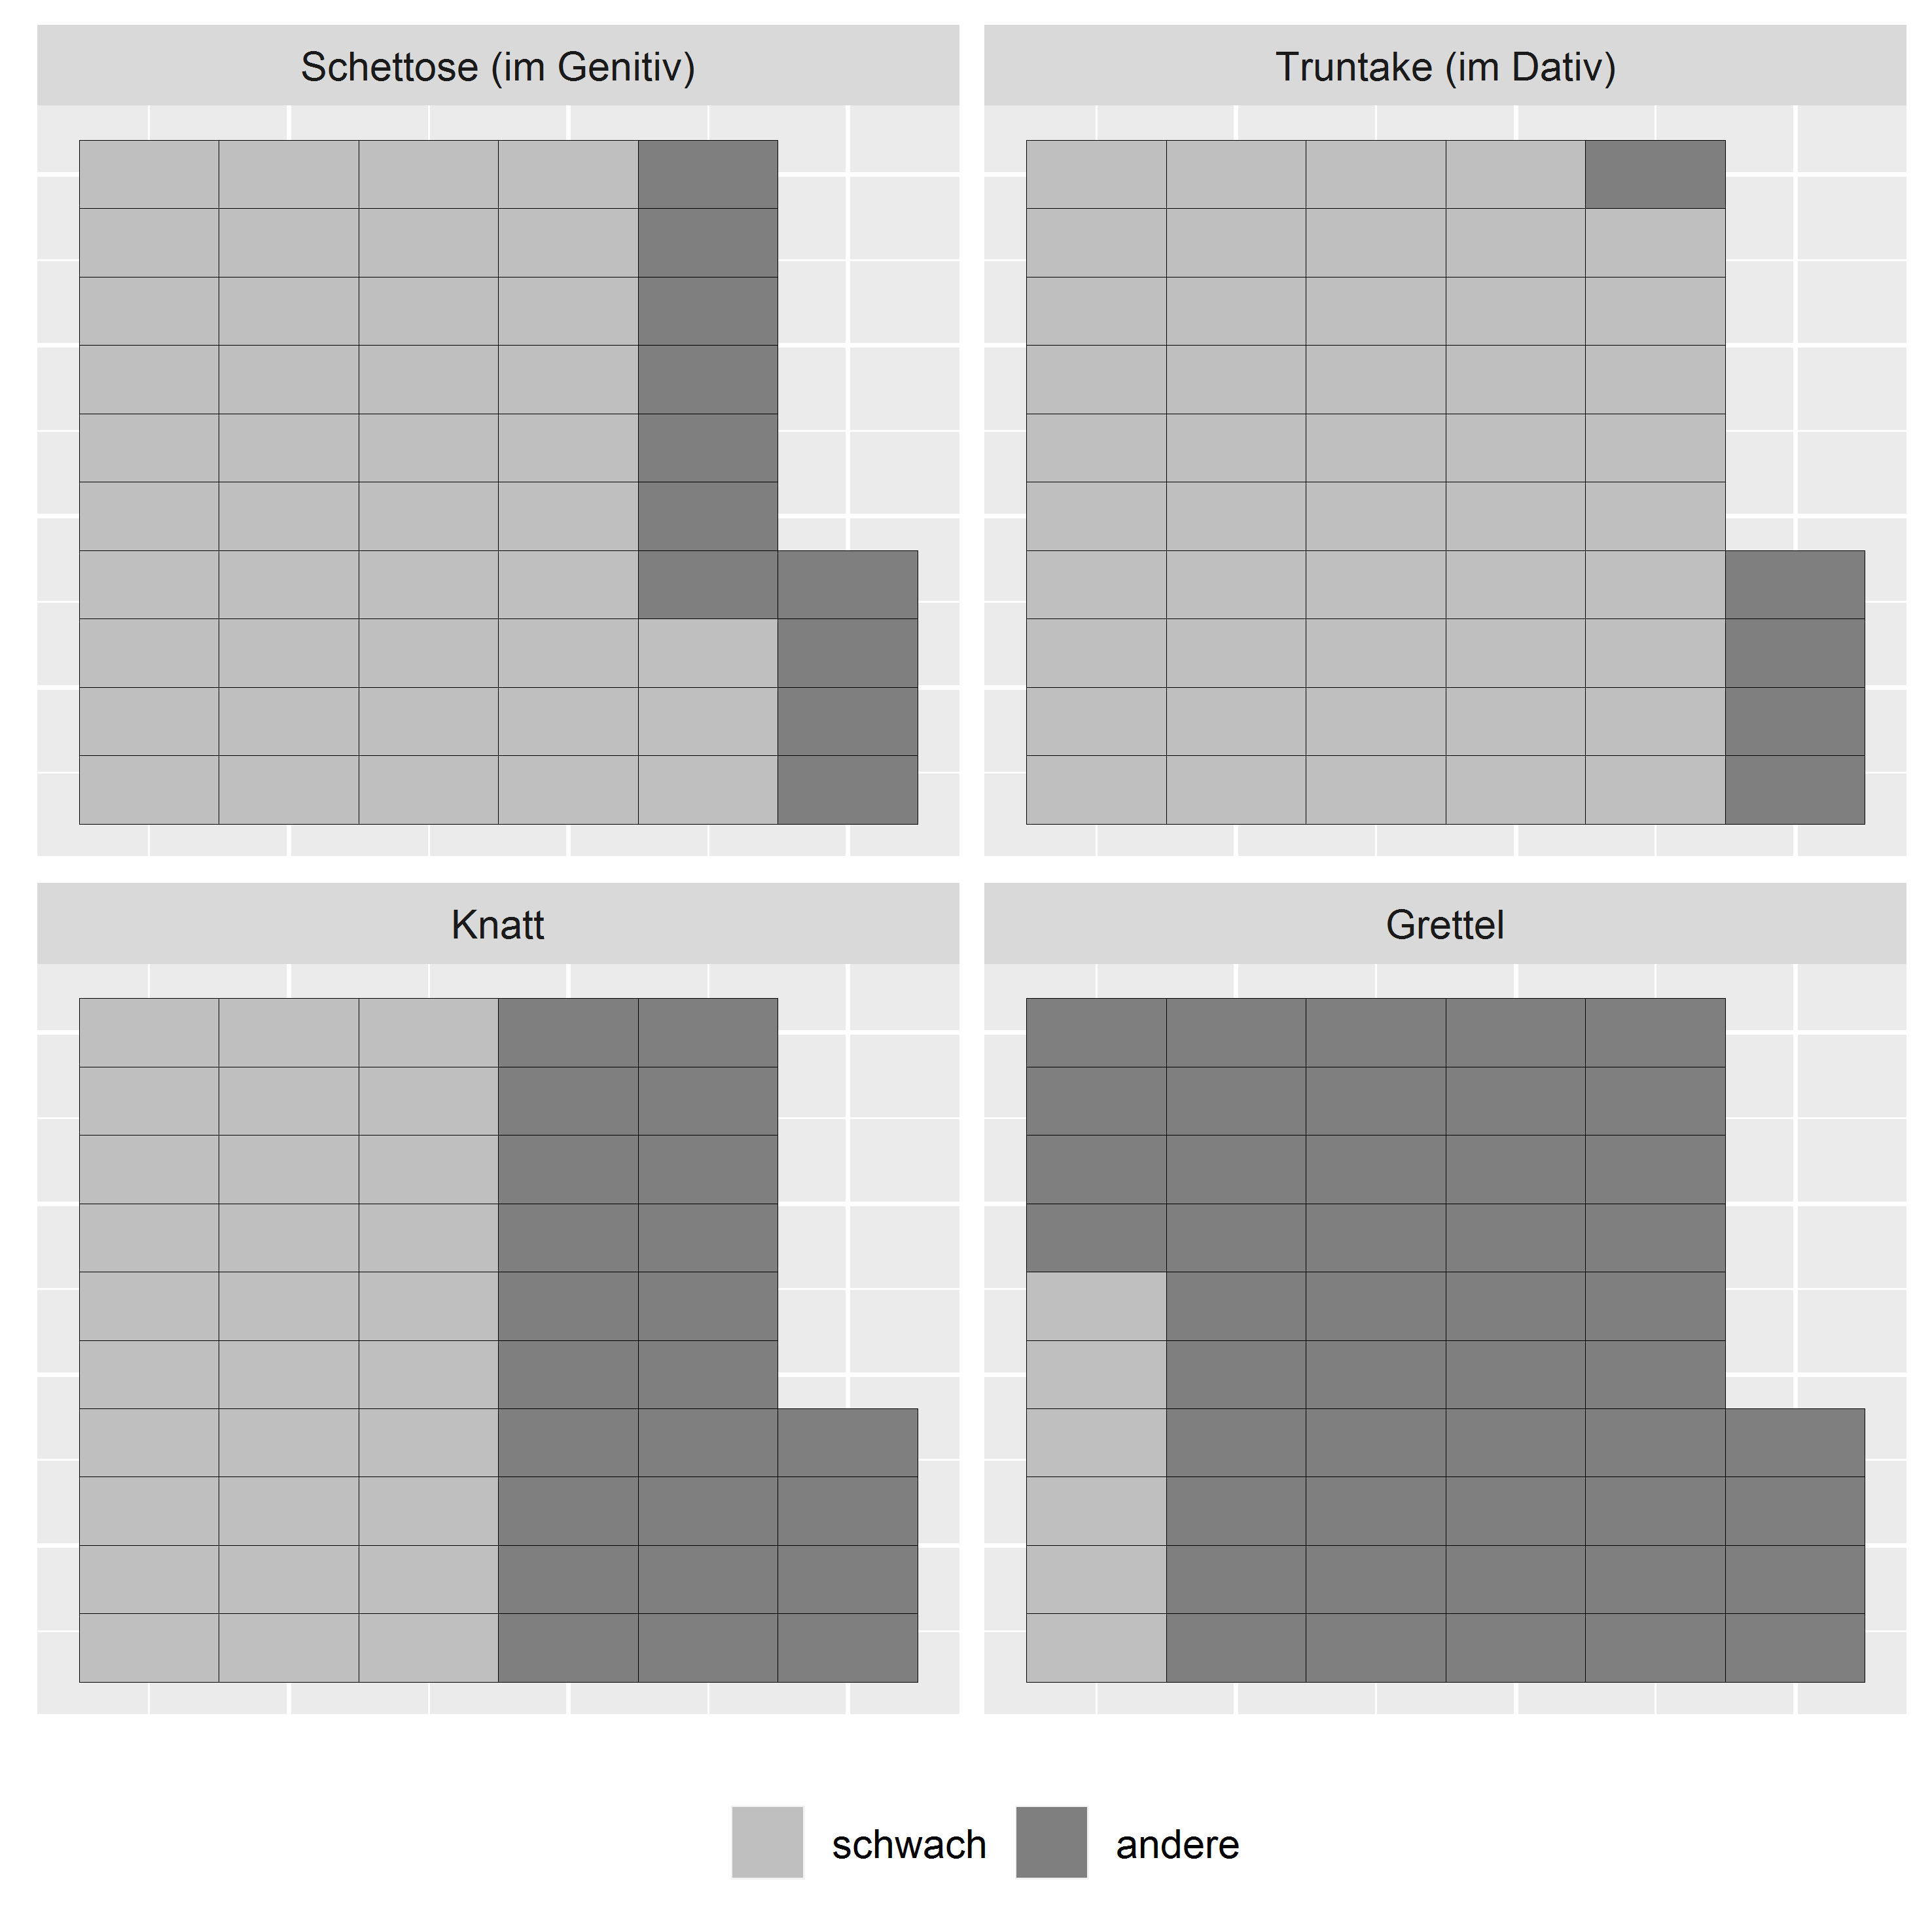 Schettose (im Genitiv)
Truntake (im Dativ)
Knatt
Grettel
schwach andere